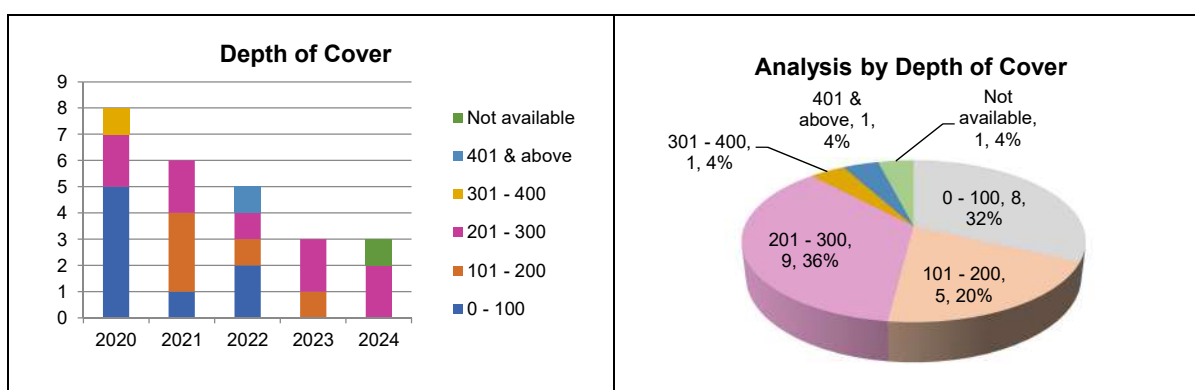 Depth of Cover
9
8
7
6
5
4
3
2
1
0
2020 2021 2022 2023 2024
Not available
401 & above
301 - 400
201 - 300
101 - 200
0 - 100
Analysis by Depth of Cover
401 &
above, 1,
4%
Not
available,
1, 4%
301 - 400,
1, 4%
0 - 100, 8,
32%
201 - 300,
9, 36%
101 - 200,
5, 20%